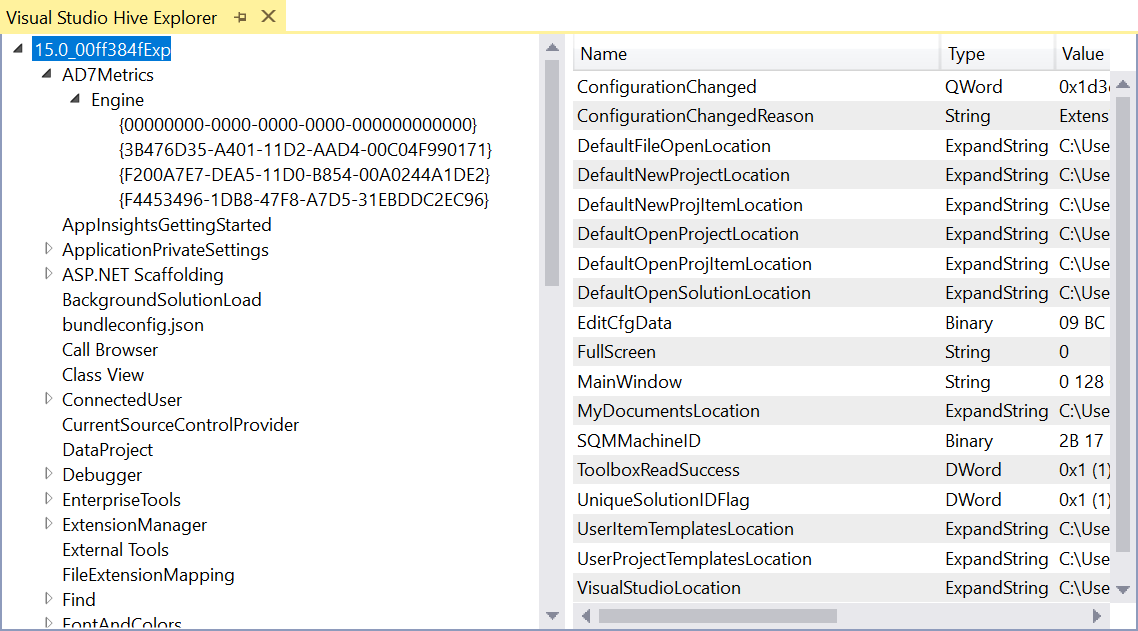 Visual Studio Hive Explorer
15.0_00ff384fExp
AD7Metrics
Engine
{00000000-0000-0000-0000-000000000000}
{3B476D35-A401-11D2-AAD4-00C04F990171}
{F200A7E7-DEA5-11D0-B854-00A0244A1DE2}
{F4453496-1DB8-47F8-A7D5-31EBDDC2EC96}
AppInsightsGettingStarted
ApplicationPrivateSettings
ASP.NET Scaffolding
BackgroundSolutionLoad
bundleconfig.json
Call Browser
Class View
ConnectedUser
CurrentSourceControlProvider
DataProject
Debugger
EnterpriseTools
ExtensionManager
External Tools
FileExtensionMapping
Find
FontAndColors
Name Type Value
ConfigurationChanged QWord 0x1d3
ConfigurationChangedReason String Extens
DefaultFileOpenLocation ExpandString C:\Use
DefaultNewProjectLocation ExpandString C:\Use
DefaultNewProjItemLocation ExpandString C:\Use
DefaultOpenProjectLocation ExpandString C:\Use
DefaultOpenProjItemLocation ExpandString C:\Use
DefaultOpenSolutionLocation ExpandString C:\Use
EditCfgData Binary 09 BC
FullScreen String 0
MainWindow String 0 128
MyDocumentsLocation ExpandString C:\Use
SQMMachineID Binary 2B 17
ToolboxReadSuccess DWord 0x1 (1)
UniqueSolutionIDFlag DWord 0x1 (1)
UserItemTemplatesLocation ExpandString C:\Use
UserProjectTemplatesLocation ExpandString C:\Use
VisualStudioLocation ExpandString C:\Use